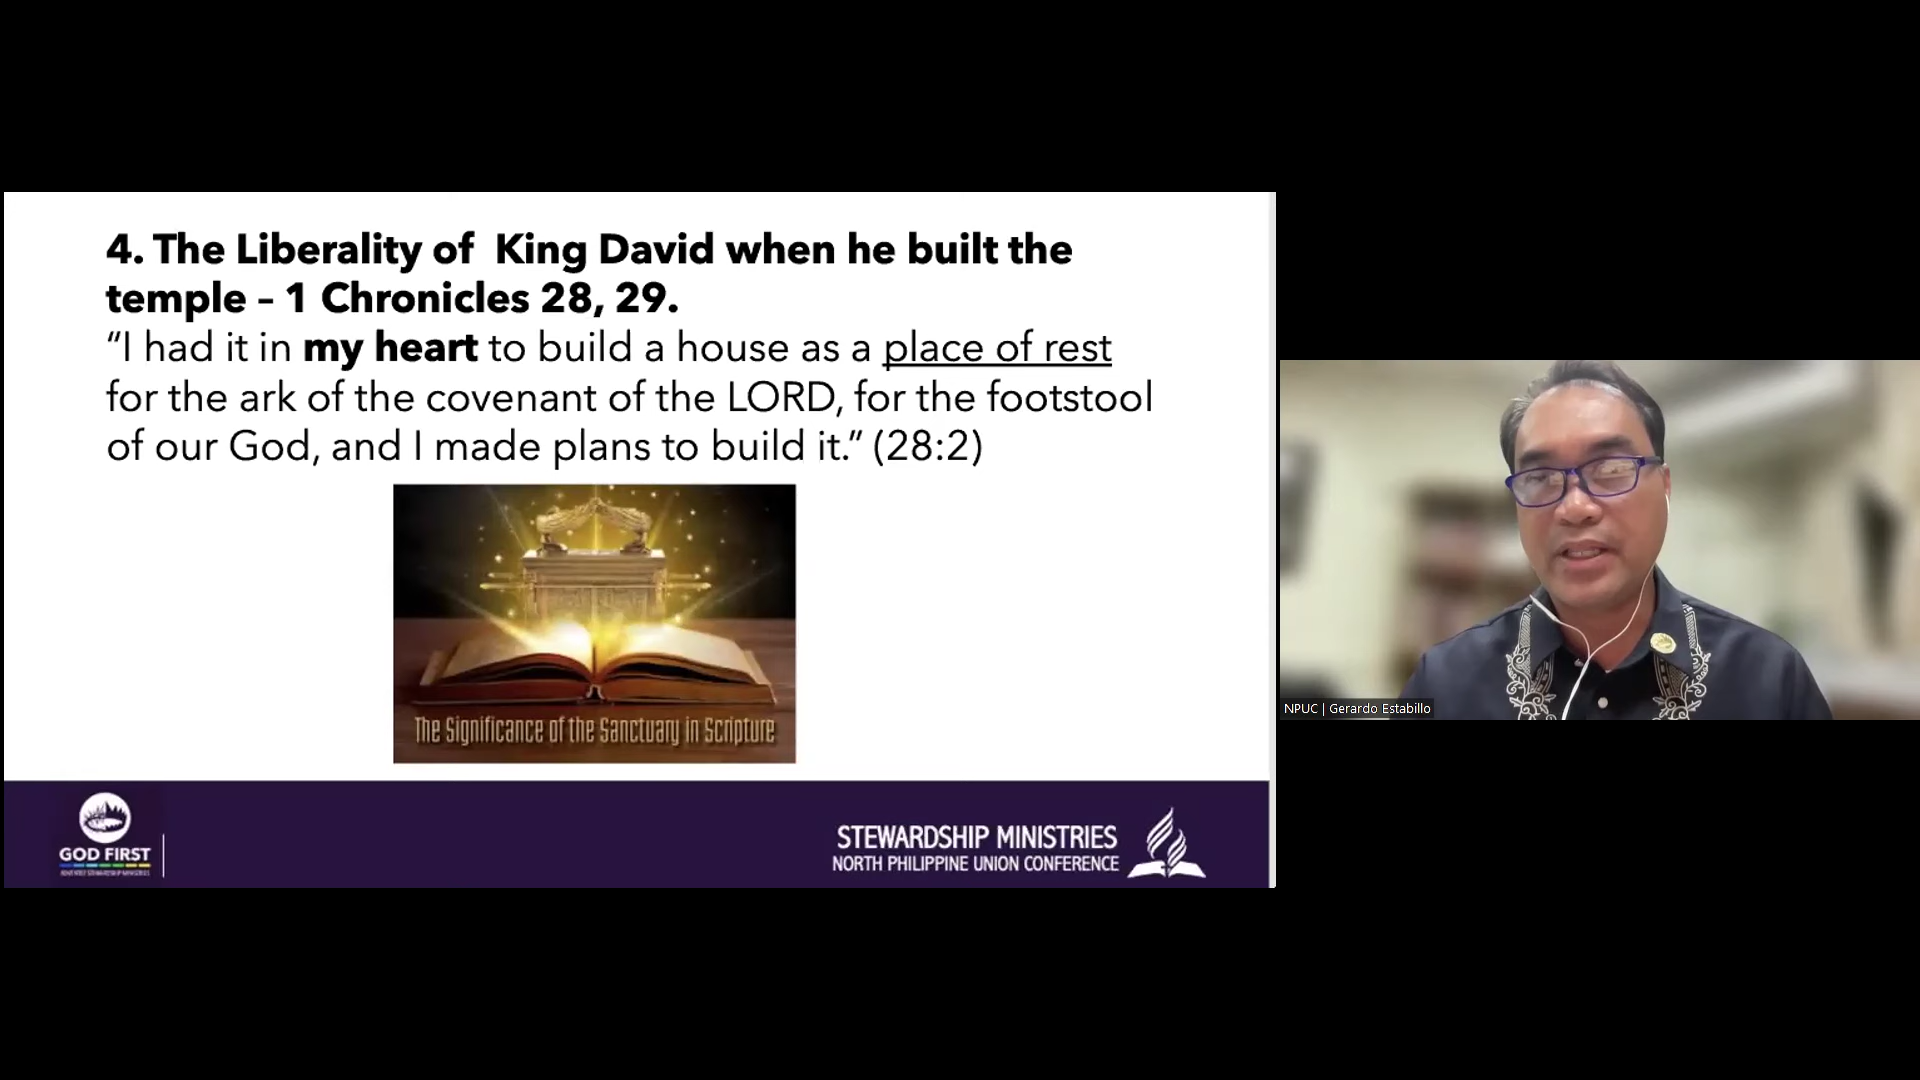 4. The Liberality of  King David when he built the
temple – 1 Chronicles 28, 29.
“I had it in my heart to build a house as a place of rest
for the ark of the covenant of the LORD, for the footstool
of our God, and I made plans to build it.” (28:2)
The Significance of the Sanctuary in Scripture
GOD FIRST
ADVENTIST STEWARDSHIP MINISTRIES
STEWARDSHIP MINISTRIES
NORTH PHILIPPINE UNION CONFERENCE
NPUC | Gerardo Estabillo